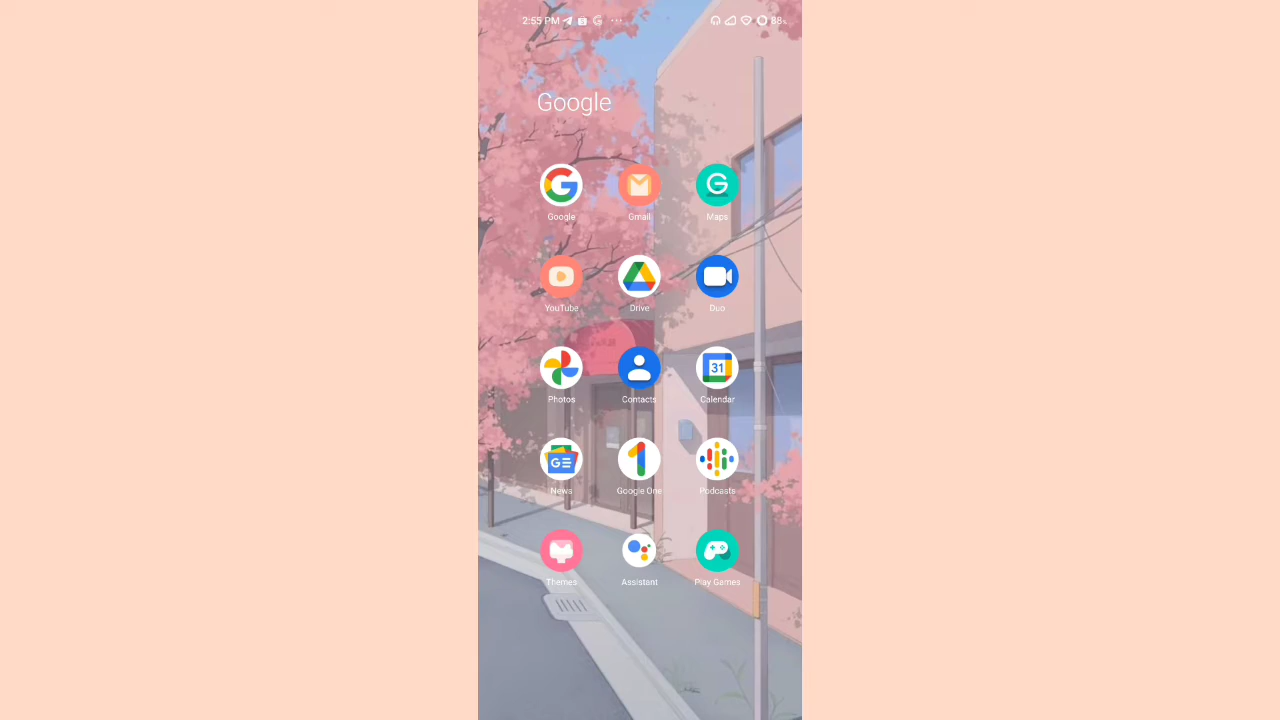 2:55 PM
88%
Google
Google Gmail Maps
YouTube Drive Duo
Photos Contacts Calendar
31
News Google One Podcasts
Themes Assistant Play Games